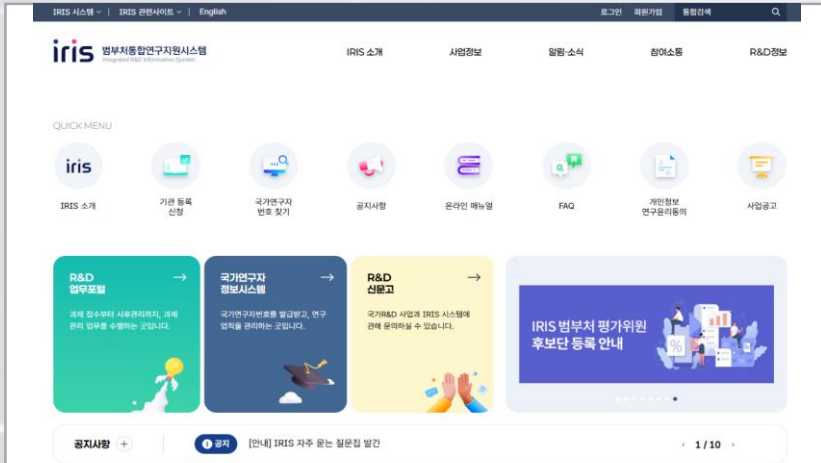 IRIS 시스템 | IRIS 관련사이트 | English
로그인 회원가입 통합검색
iris 범부처통합연구지원시스템
Integrated R&D Information System
IRIS 소개 사업정보 알림·소식 참여소통 R&D정보
QUICK MENU
iris
IRIS 소개
기관 등록
신청
국가연구자
번호 찾기
공지사항
온라인 매뉴얼
FAQ
개인정보
연구윤리동의
사업공고
R&D
업무포털
과제 접수부터 사후관리까지, 과제
관리 업무를 수행하는 곳입니다.
국가연구자
정보시스템
국가연구자번호를 발급받고, 연구
업적을 관리하는 곳입니다.
R&D
신문고
국가R&D 사업과 IRIS 시스템에
관해 문의하실 수 있습니다.
IRIS 범부처 평가위원
후보단 등록 안내
%
공지사항 +
공지 [안내] IRIS 자주 묻는 질문집 발간
1 / 10